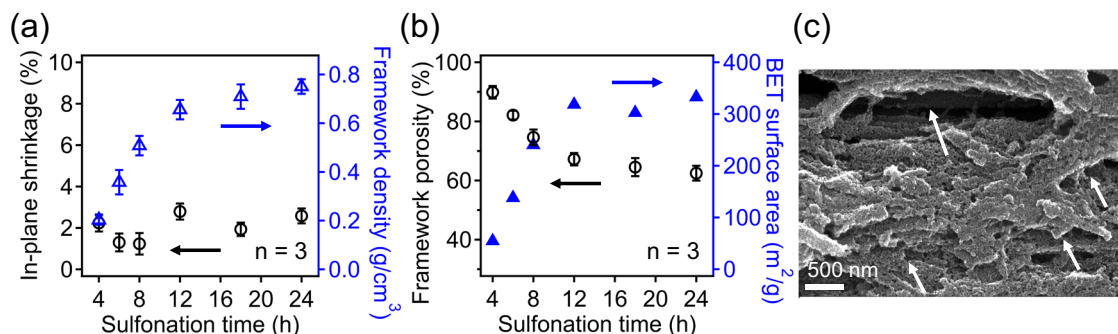 (a)
In-plane shrinkage (%)
10
8
6
4
2
0
4 8 12 16 20 24
Sulfonation time (h)
n = 3
0.8
0.6
0.4
0.2
0.0
Framework density (g/cm³)
(b)
Framework porosity (%)
100
80
60
40
4 8 12 16 20 24
Sulfonation time (h)
n = 3
400
300
200
100
0
BET surface area (m²/g)
(c)
500 nm